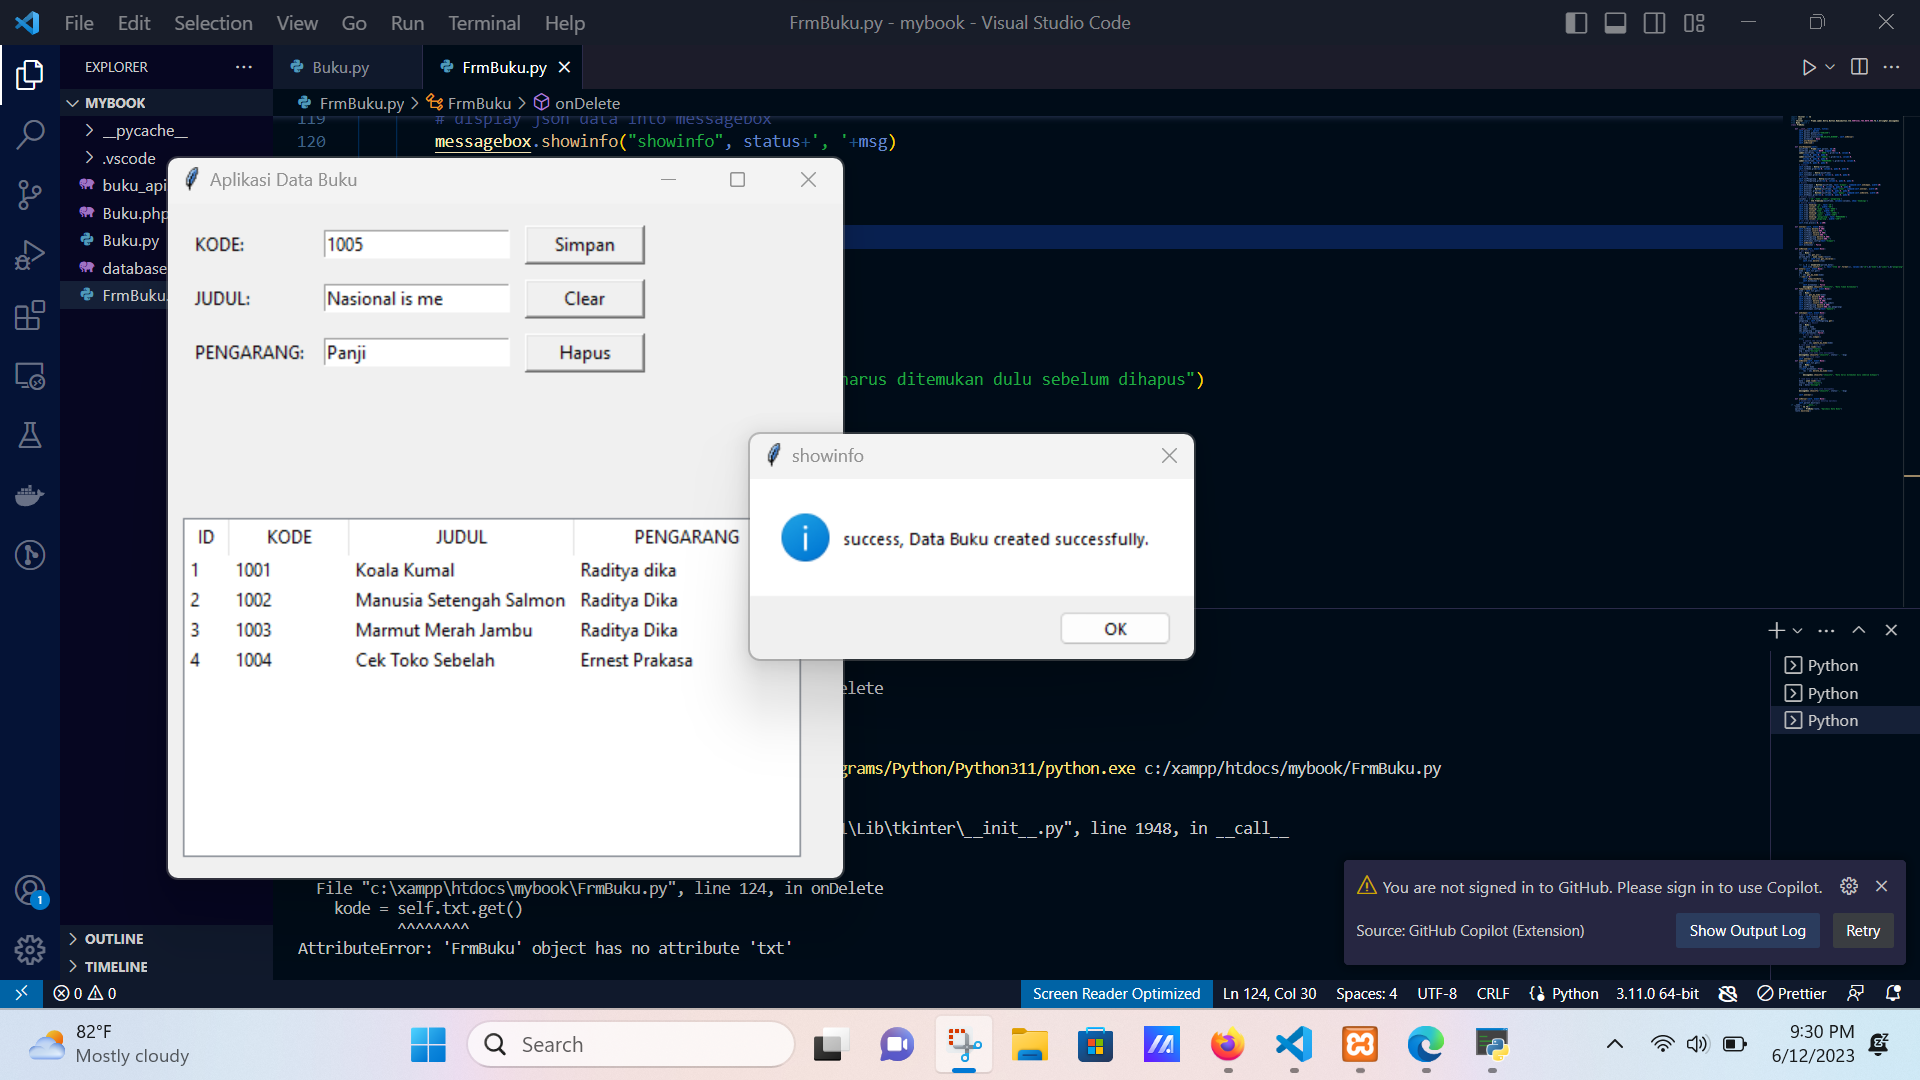 File Edit Selection View Go Run Terminal Help
FrmBuku.py - mybook - Visual Studio Code
EXPLORER
Buku.py
FrmBuku.py
MYBOOK
FrmBuku.py > FrmBuku > onDelete
__pycache__
.vscode
buku_api
Buku.php
Buku.py
database
FrmBuku.
119 # display json data into messagebox
120 messagebox.showinfo("showinfo", status+', '+msg)
Aplikasi Data Buku
KODE: 1005 Simpan
JUDUL: Nasional is me Clear
PENGARANG: Panji Hapus
harus ditemukan dulu sebelum dihapus")
ID KODE JUDUL PENGARANG
1 1001 Koala Kumal Raditya dika
2 1002 Manusia Setengah Salmon Raditya Dika
3 1003 Marmut Merah Jambu Raditya Dika
4 1004 Cek Toko Sebelah Ernest Prakasa
showinfo
success, Data Buku created successfully.
OK
elete
grams/Python/Python311/python.exe c:/xampp/htdocs/mybook/FrmBuku.py
1\Lib\tkinter\__init__.py", line 1948, in __call__
File "c:\xampp\htdocs\mybook\FrmBuku.py", line 124, in onDelete
kode = self.txt.get()
^^^^^^^^
AttributeError: 'FrmBuku' object has no attribute 'txt'
Python
Python
Python
You are not signed in to GitHub. Please sign in to use Copilot.
Source: GitHub Copilot (Extension)
Show Output Log
Retry
OUTLINE
TIMELINE
1
0 0
Screen Reader Optimized Ln 124, Col 30 Spaces: 4 UTF-8 CRLF Python 3.11.0 64-bit Prettier
82°F
Mostly cloudy
Search
9:30 PM
6/12/2023